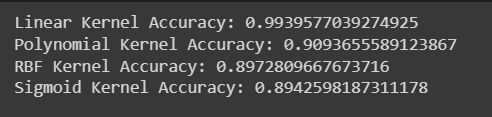 Linear Kernel Accuracy: 0.9939577039274925
Polynomial Kernel Accuracy: 0.9093655589123867
RBF Kernel Accuracy: 0.8972809667673716
Sigmoid Kernel Accuracy: 0.8942598187311178